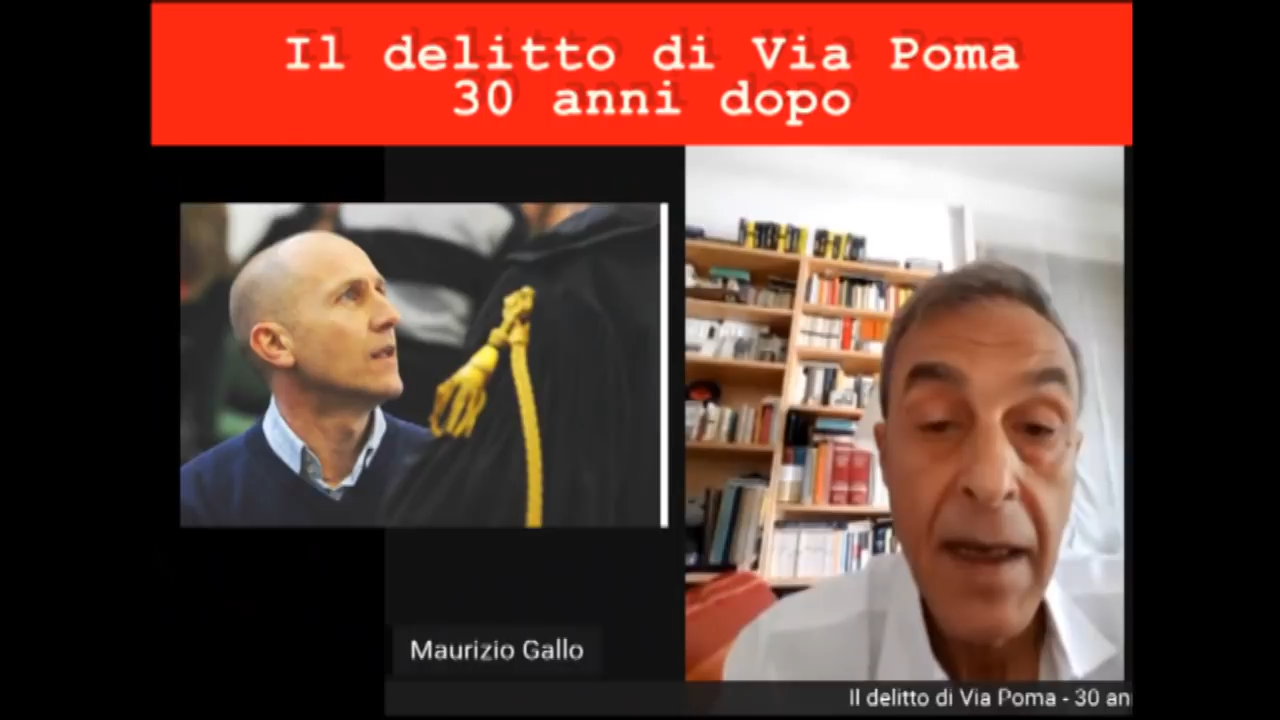 Il delitto di Via Poma
30 anni dopo
Maurizio Gallo
Il delitto di Via Poma - 30 an